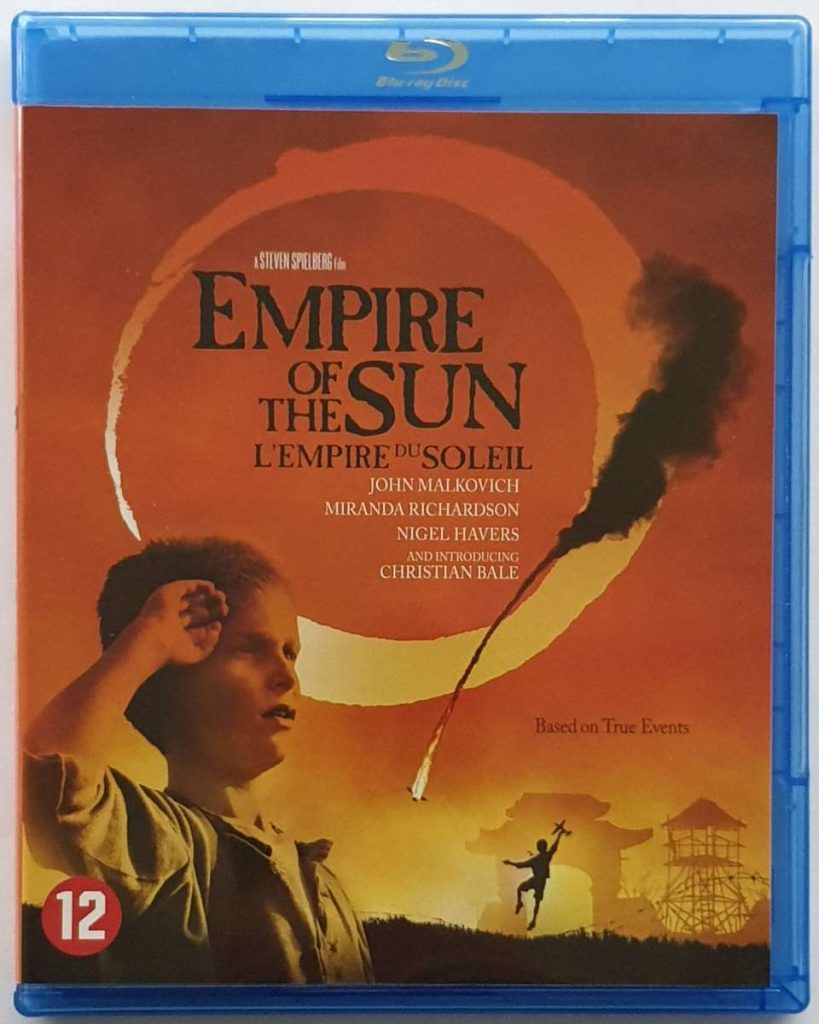 Blu-ray Disc
A STEVEN SPIELBERG Film
EMPIRE
OF
THE SUN
L'EMPIRE DU SOLEIL
JOHN MALKOVICH
MIRANDA RICHARDSON
NIGEL HAVERS
AND INTRODUCING
CHRISTIAN BALE
Based on True Events
12